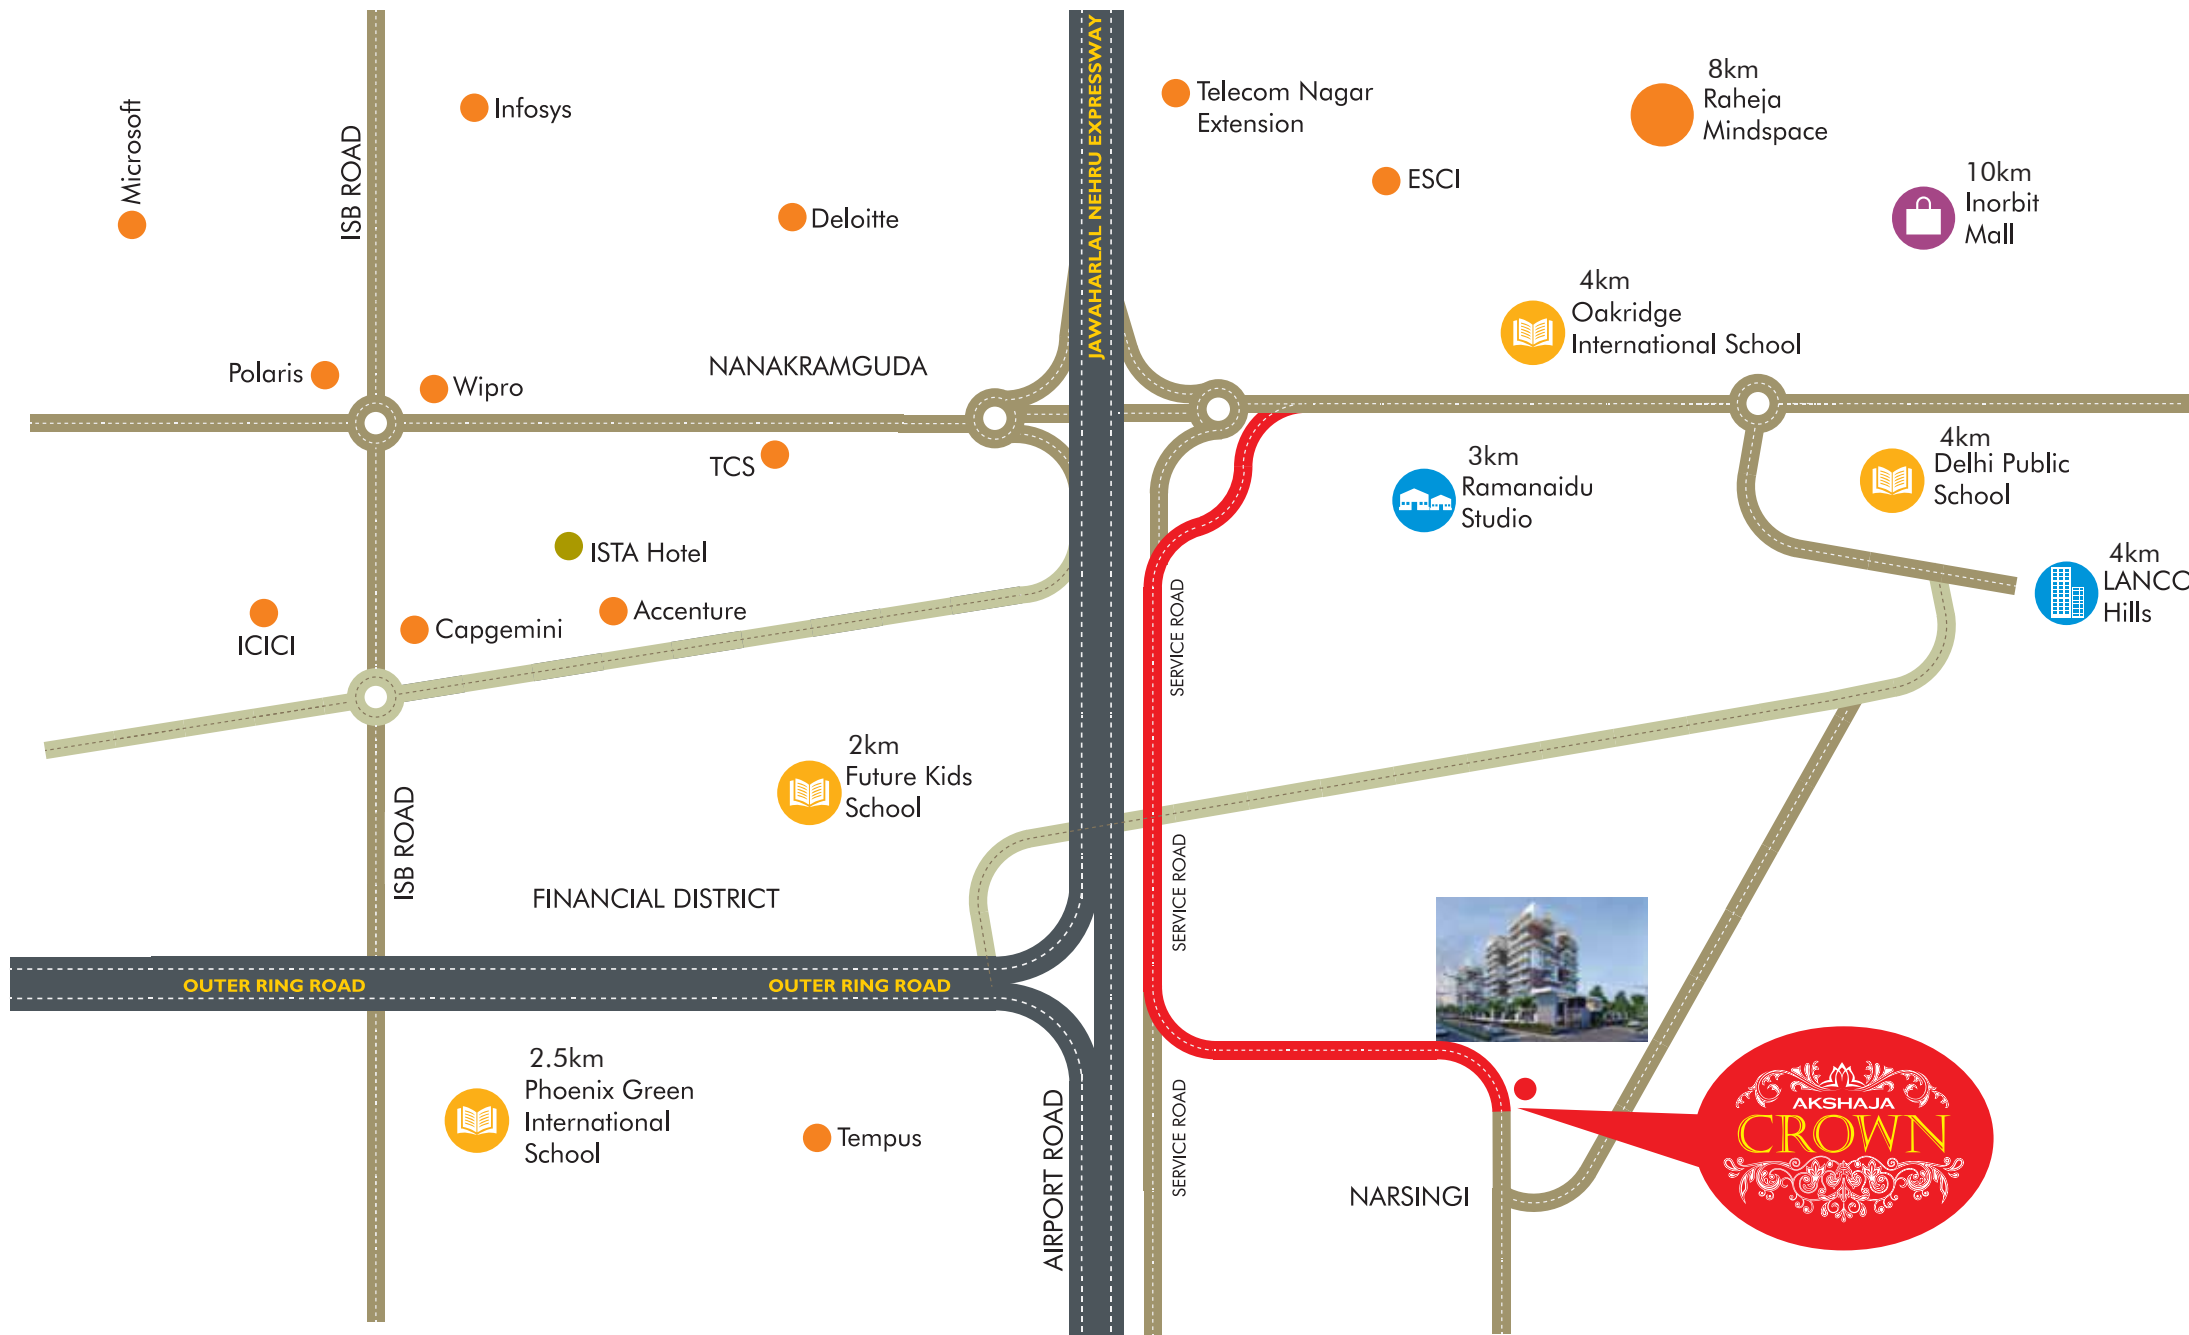 Microsoft
ISB ROAD
Infosys
Deloitte
JAWAHARLAL NEHRU EXPRESSWAY
Telecom Nagar
Extension
ESCI
8km
Raheja
Mindspace
10km
Inorbit
Mall
4km
Oakridge
International School
Polaris
Wipro
NANAKRAMGUDA
TCS
3km
Ramanaidu
Studio
4km
Delhi Public
School
4km
LANCO
Hills
ISTA Hotel
ICICI
Capgemini
Accenture
SERVICE ROAD
2km
Future Kids
School
ISB ROAD
FINANCIAL DISTRICT
SERVICE ROAD
OUTER RING ROAD
OUTER RING ROAD
2.5km
Phoenix Green
International
School
Tempus
AIRPORT ROAD
SERVICE ROAD
NARSINGI
AKSHAJA
CROWN